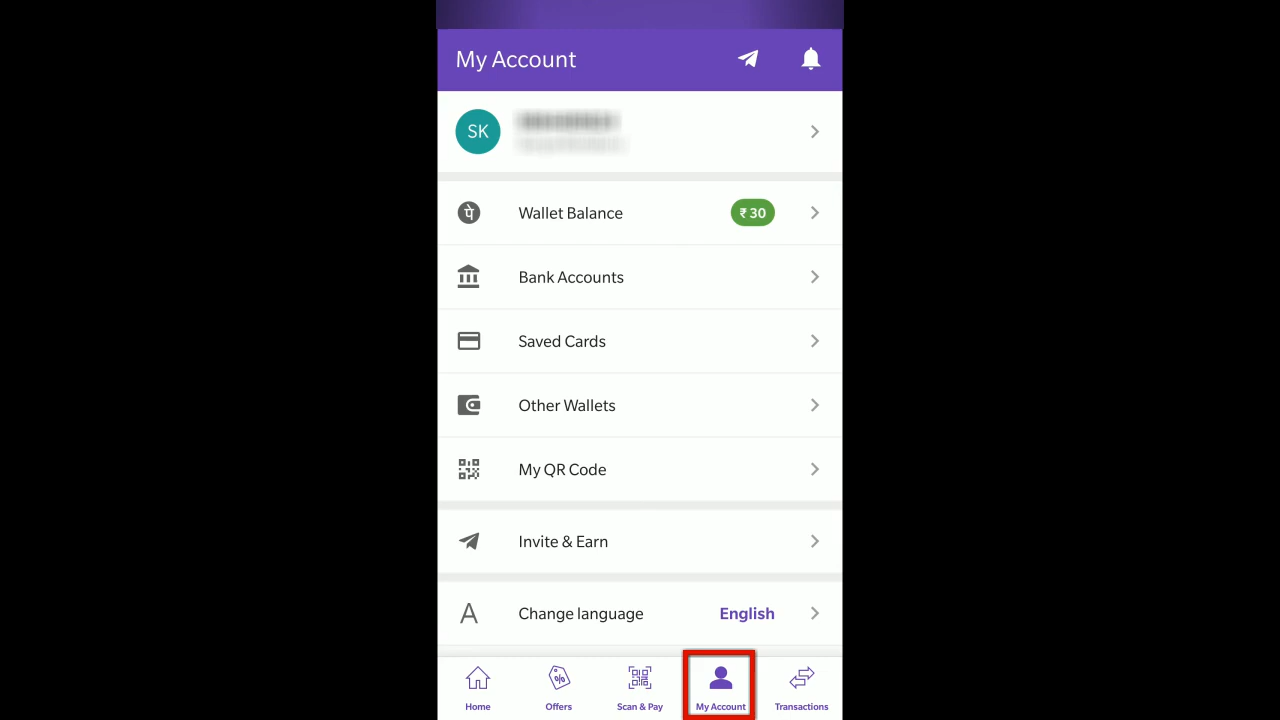 My Account
SK
पे
Wallet Balance
₹ 30
Bank Accounts
Saved Cards
Other Wallets
My QR Code
Invite & Earn
A
Change language
English
%
Home
Offers
Scan & Pay
My Account
Transactions